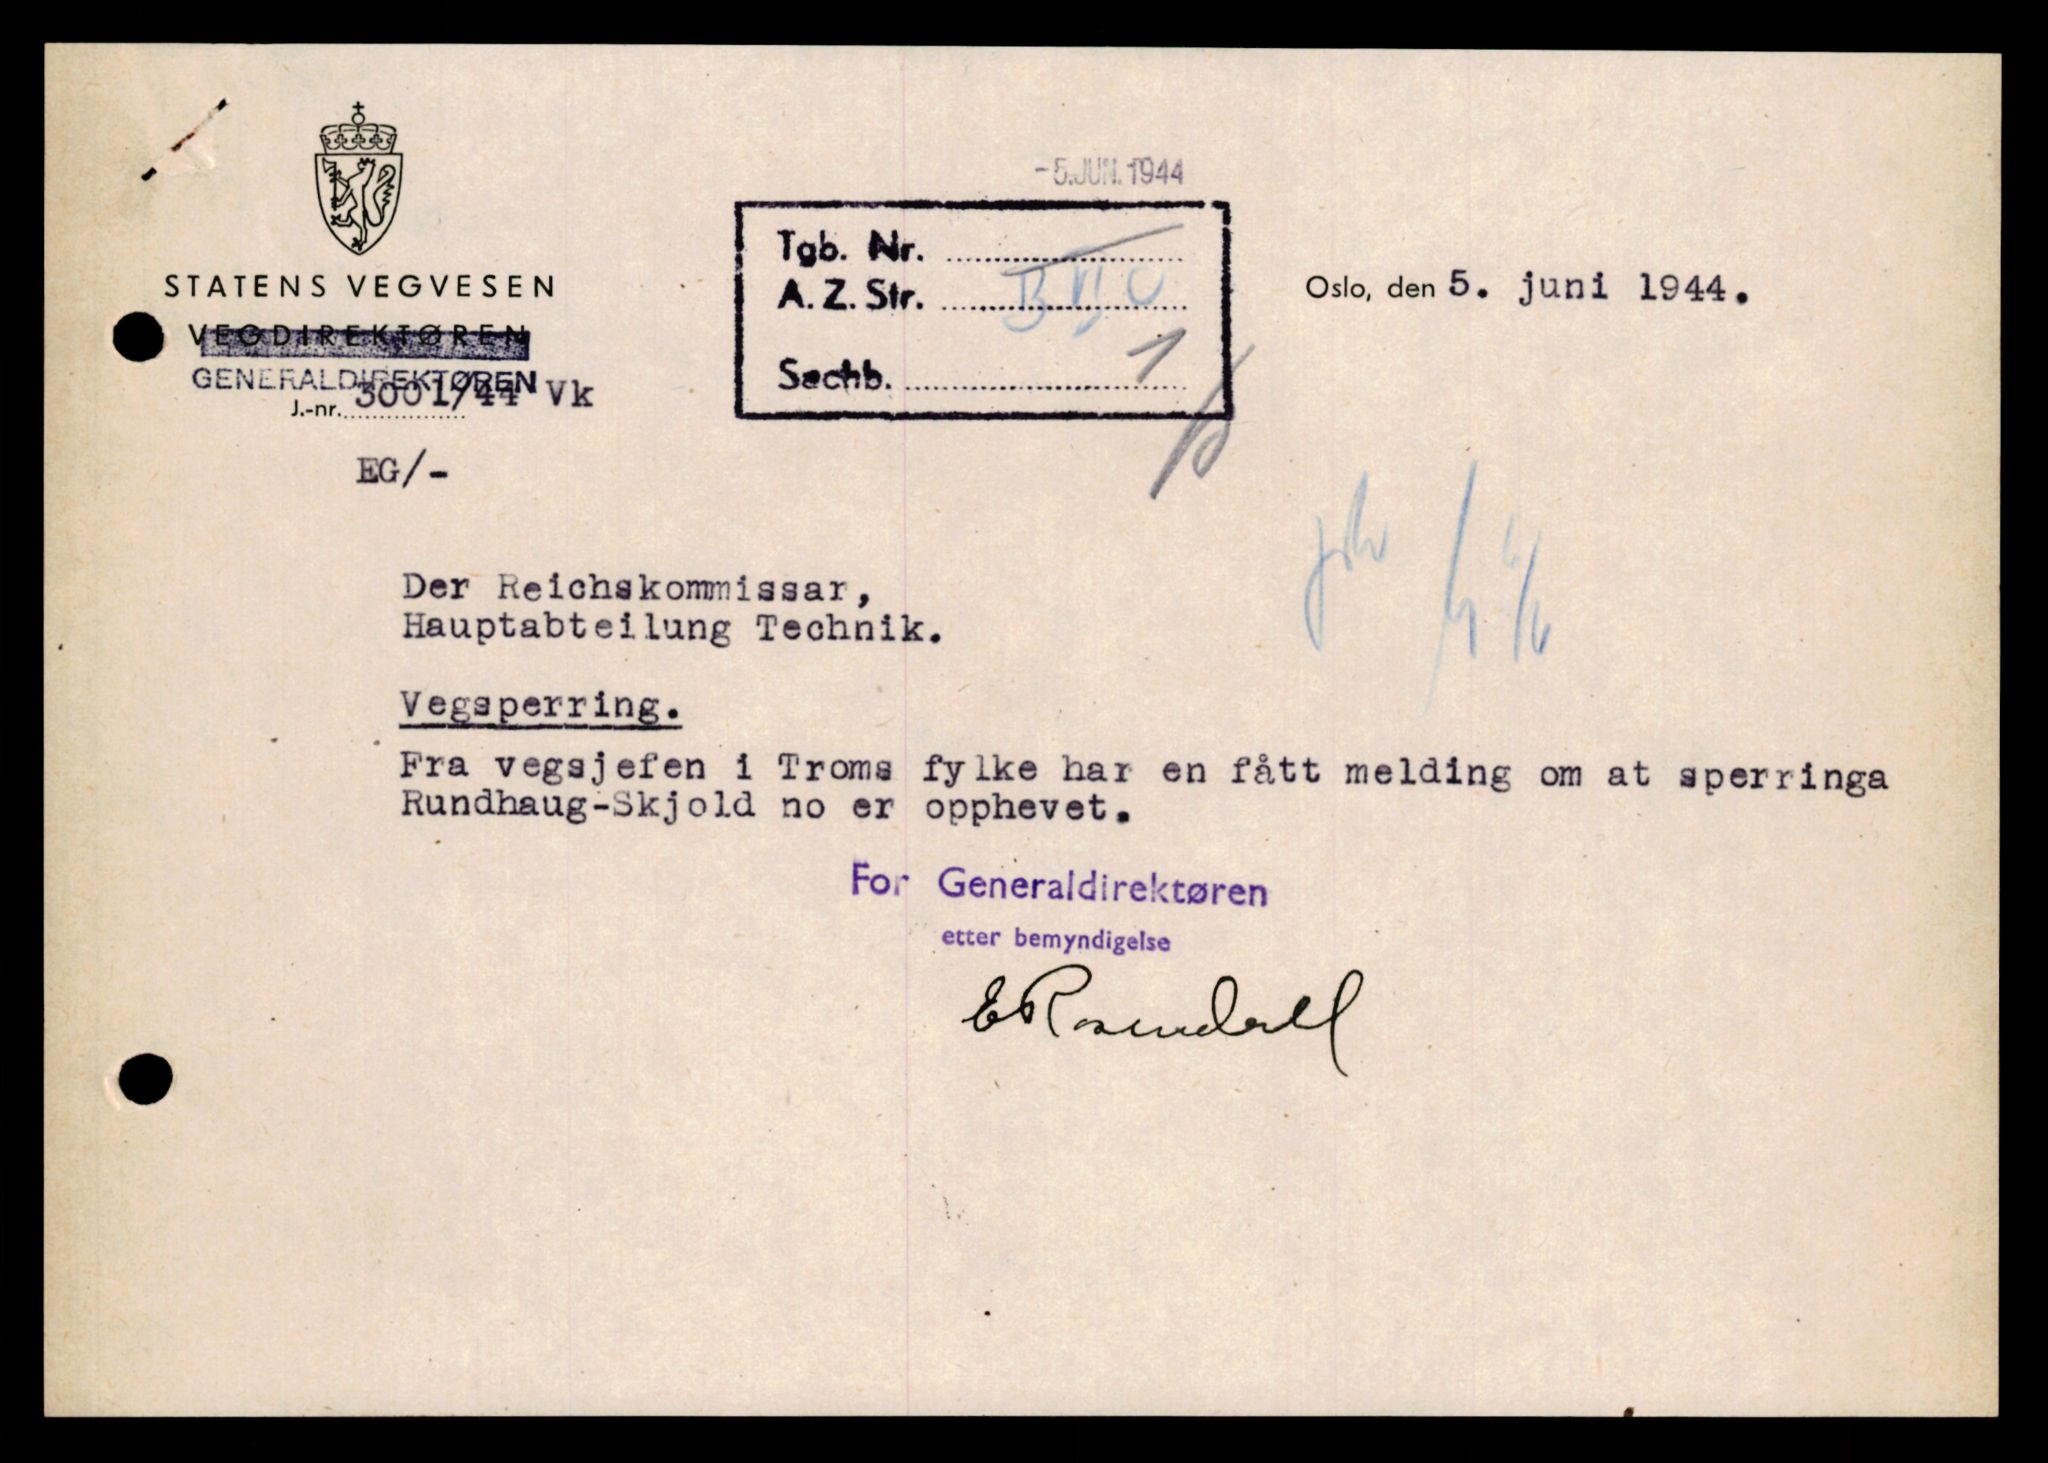 STATENS VEGVESEN
VEGDIREKTØREN
GENERALDIREKTØREN
J.-nr. 3001/44 Vk
EG/-
-5.JUN.1944
Tgb. Nr.
A. Z. Str.
Sachb. 1
Oslo, den 5. juni 1944.
Der Reichskommissar,
Hauptabteilung Technik.
Vegsperring.
Fra vegsjefen i Troms fylke har en fått melding om at sperringa
Rundhaug-Skjold no er opphevet.
For Generaldirektøren
etter bemyndigelse
E Rosendahl